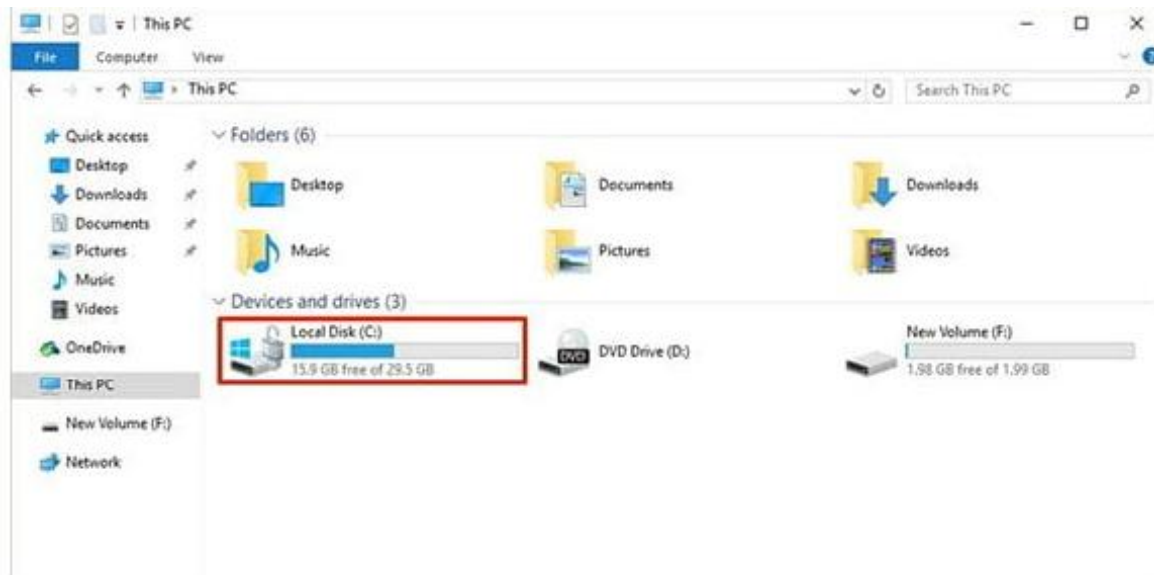 This PC
File Computer View
This PC
Search This PC
Quick access
Desktop
Downloads
Documents
Pictures
Music
Videos
OneDrive
This PC
New Volume (F:)
Network
Folders (6)
Desktop
Documents
Downloads
Music
Pictures
Videos
Devices and drives (3)
Local Disk (C:)
15.9 GB free of 29.5 GB
DVD
DVD Drive (D:)
New Volume (F:)
1.98 GB free of 1.99 GB